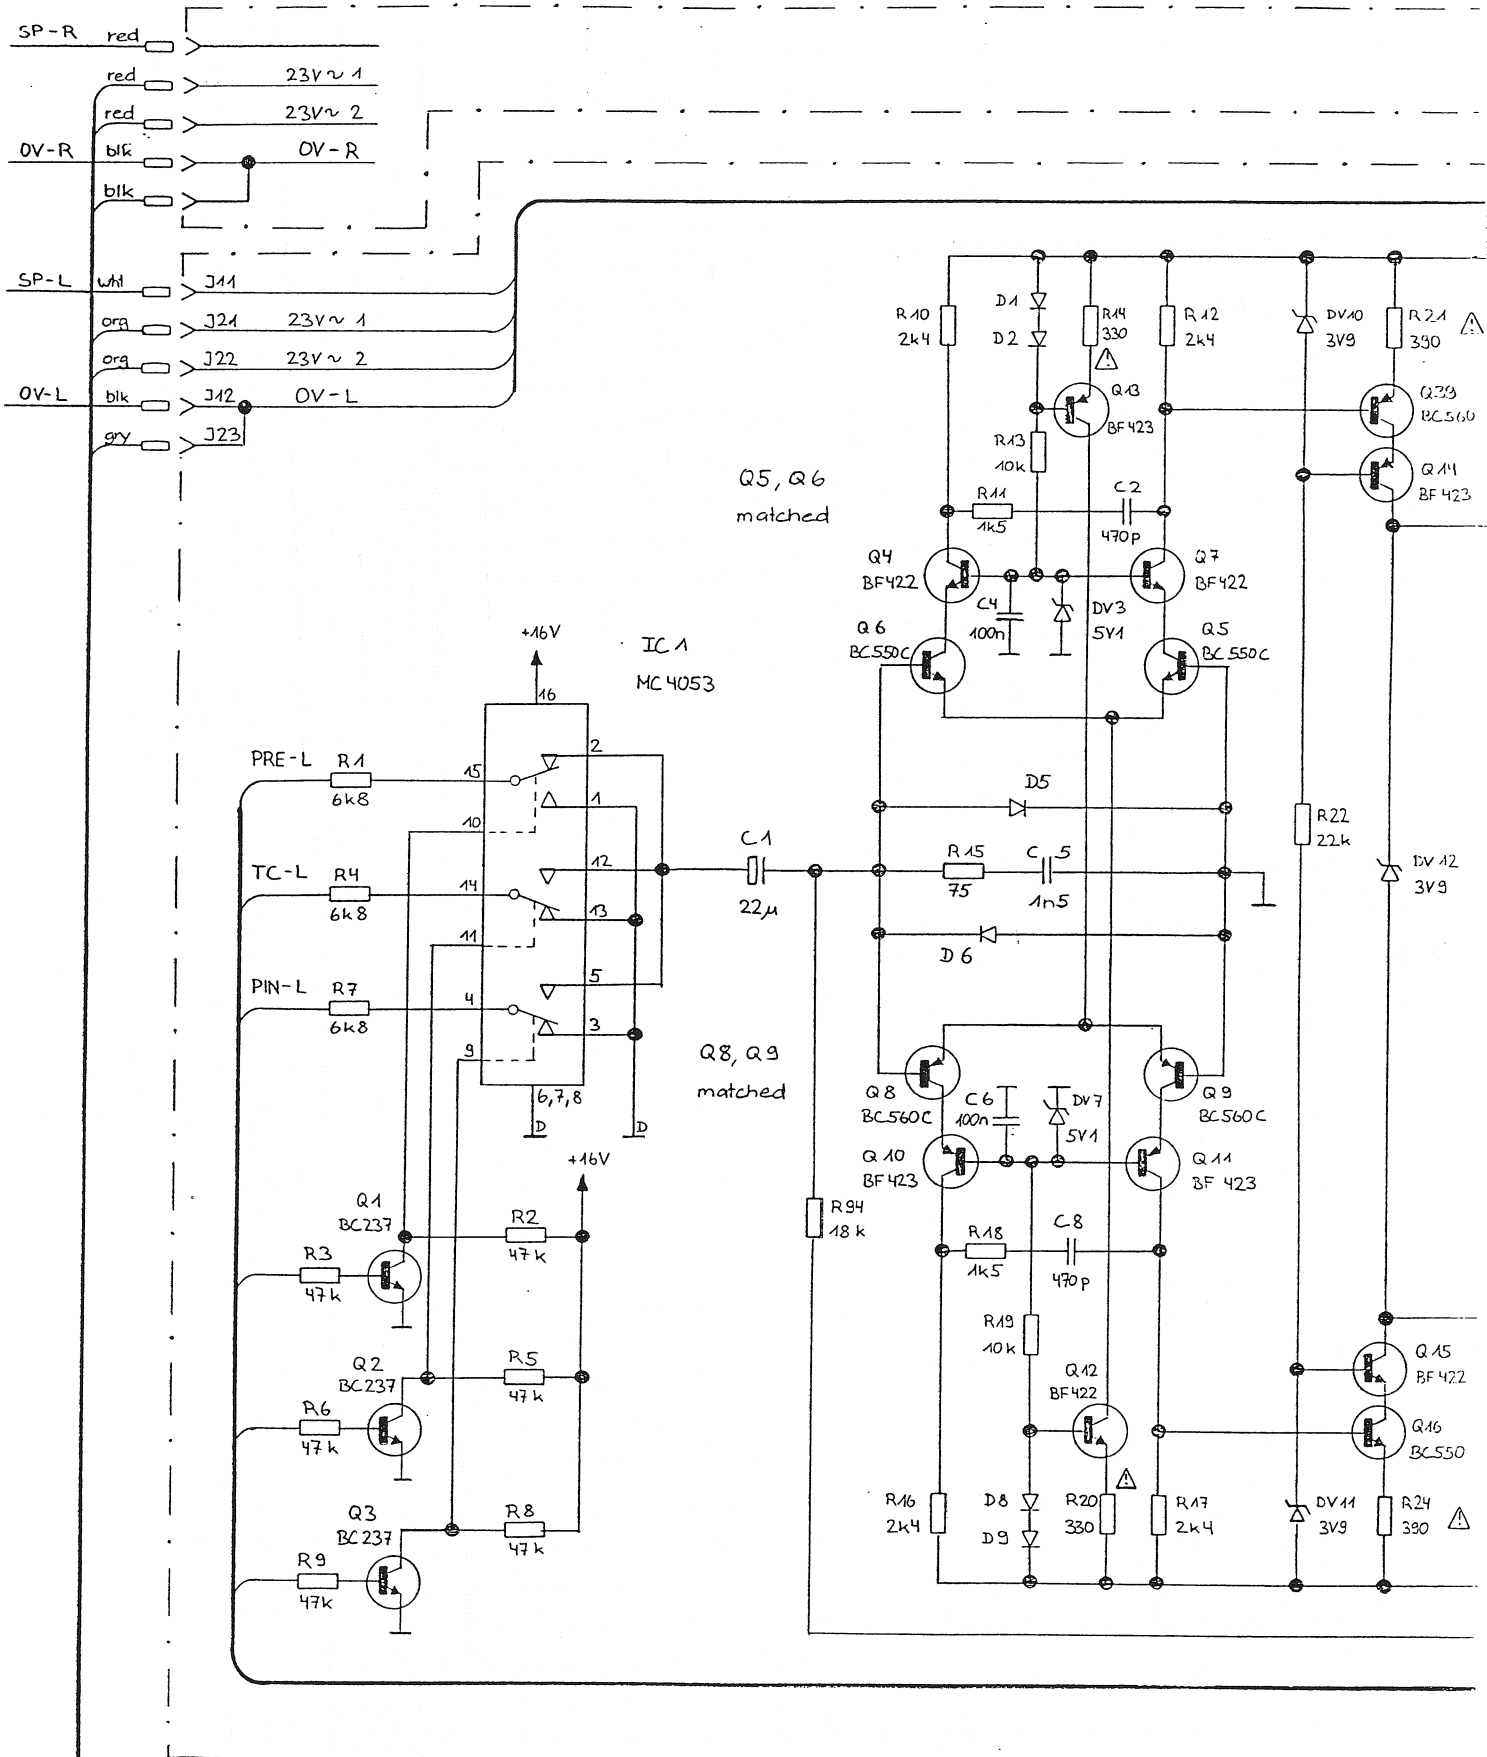 SP-R red
red 23V~ 1
red 23V~ 2
0V-R blk 0V-R
blk
SP-L wht J11
org J21 23V~ 1
org J22 23V~ 2
0V-L blk J12 0V-L
gry J23
R10
2k4
D1
D2
R14
330
R12
2k4
DV10
3V9
R21
390
Q13
BF423
Q39
BC560
R13
10k
Q14
BF423
Q5, Q6
matched
R11
1k5
C2
470p
Q4
BF422
Q7
BF422
C4
100n
DV3
5V1
Q6
BC550C
Q5
BC550C
+16V
IC1
MC4053
16
PRE-L R1
6k8
15
2
1
10
D5
R22
22k
C1
22µ
R15
75
C 5
1n5
DV12
3V9
TC-L R4
6k8
14
12
13
11
D6
PIN-L R7
6k8
4
5
3
9
6,7,8
D
D
Q8, Q9
matched
Q8
BC560C
C6
100n
DV7
5V1
Q9
BC560C
Q10
BF423
Q11
BF423
+16V
Q1
BC237
R2
47k
R3
47k
R94
18k
R18
1k5
C8
470p
R19
10k
Q2
BC237
R5
47k
R6
47k
Q12
BF422
Q15
BF422
Q16
BC550
Q3
BC237
R8
47k
R9
47k
R16
2k4
D8
D9
R20
330
R17
2k4
DV11
3V9
R24
390